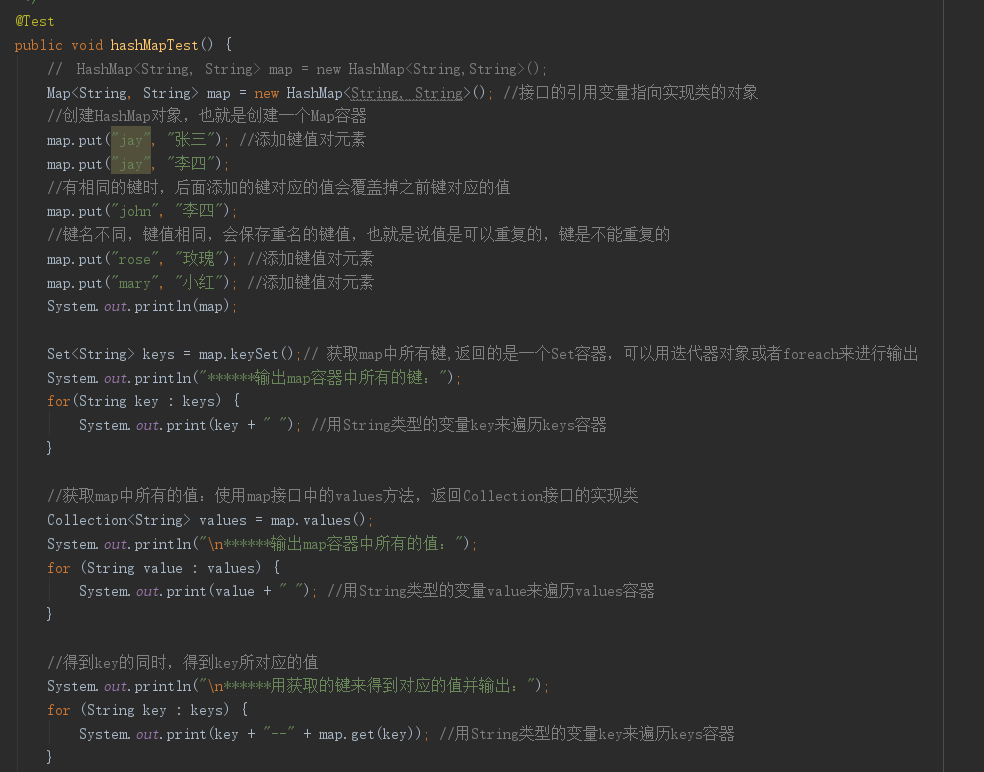 @Test
public void hashMapTest() {
//  HashMap<String, String> map = new HashMap<String,String>();
Map<String, String> map = new HashMap<String, String>(); //接口的引用变量指向实现类的对象
//创建HashMap对象，也就是创建一个Map容器
map.put("jay", "张三"); //添加键值对元素
map.put("jay", "李四");
//有相同的键时，后面添加的键对应的值会覆盖掉之前键对应的值
map.put("john", "李四");
//键名不同，键值相同，会保存重名的键值，也就是说值是可以重复的，键是不能重复的
map.put("rose", "玫瑰"); //添加键值对元素
map.put("mary", "小红"); //添加键值对元素
System.out.println(map);
Set<String> keys = map.keySet();// 获取map中所有键,返回的是一个Set容器，可以用迭代器对象或者foreach来进行输出
System.out.println("******输出map容器中所有的键：");
for(String key : keys) {
System.out.print(key + " "); //用String类型的变量key来遍历keys容器
}
//获取map中所有的值：使用map接口中的values方法，返回Collection接口的实现类
Collection<String> values = map.values();
System.out.println("\n******输出map容器中所有的值：");
for (String value : values) {
System.out.print(value + " "); //用String类型的变量value来遍历values容器
}
//得到key的同时，得到key所对应的值
System.out.println("\n******用获取的键来得到对应的值并输出：");
for (String key : keys) {
System.out.print(key + "--" + map.get(key)); //用String类型的变量key来遍历keys容器
}